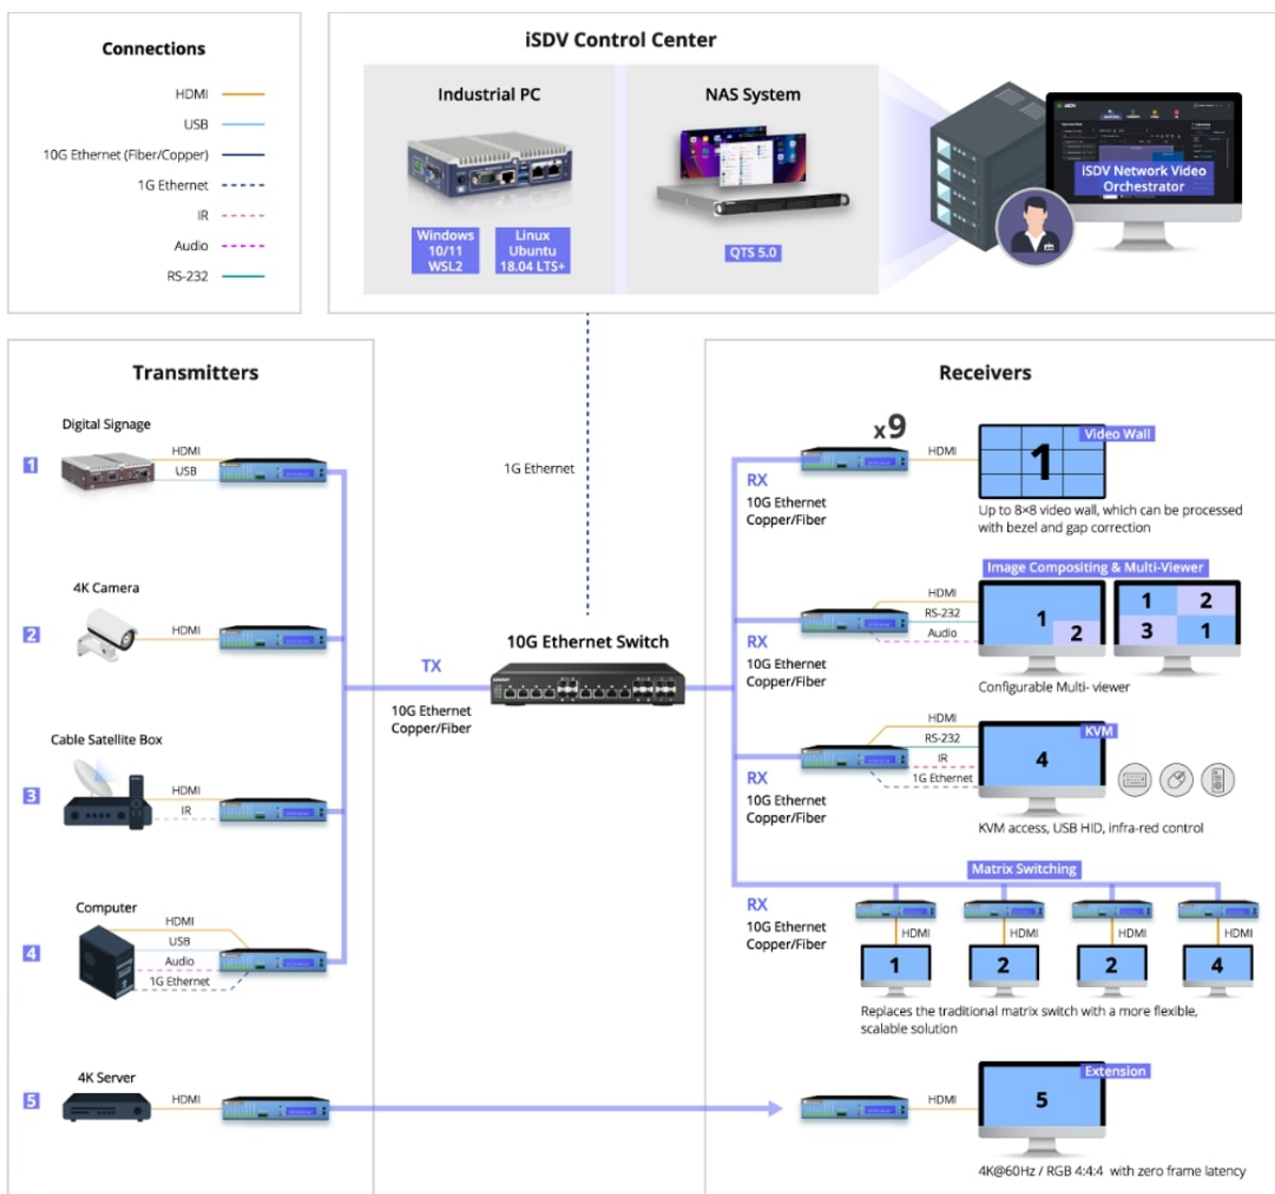 Connections
HDMI
USB
10G Ethernet (Fiber/Copper)
1G Ethernet
IR
Audio
RS-232
iSDV Control Center
Industrial PC
Windows
10/11
WSL2
Linux
Ubuntu
18.04 LTS+
NAS System
QTS 5.0
iSDV Network Video
Orchestrator
1G Ethernet
Transmitters
Digital Signage
1
HDMI
USB
4K Camera
2
HDMI
Cable Satellite Box
3
HDMI
IR
Computer
4
HDMI
USB
Audio
1G Ethernet
4K Server
5
HDMI
TX
10G Ethernet
Copper/Fiber
10G Ethernet Switch
Receivers
x9
HDMI
RX
10G Ethernet
Copper/Fiber
Video Wall
1
Up to 8×8 video wall, which can be processed
with bezel and gap correction
Image Compositing & Multi-Viewer
HDMI
RS-232
Audio
RX
10G Ethernet
Copper/Fiber
1
2
1
2
3
1
Configurable Multi- viewer
HDMI
RS-232
IR
1G Ethernet
RX
10G Ethernet
Copper/Fiber
KVM
4
KVM access, USB HID, infra-red control
Matrix Switching
RX
10G Ethernet
Copper/Fiber
HDMI
HDMI
HDMI
HDMI
1
2
2
4
Replaces the traditional matrix switch with a more flexible,
scalable solution
HDMI
Extension
5
4K@60Hz / RGB 4:4:4 with zero frame latency